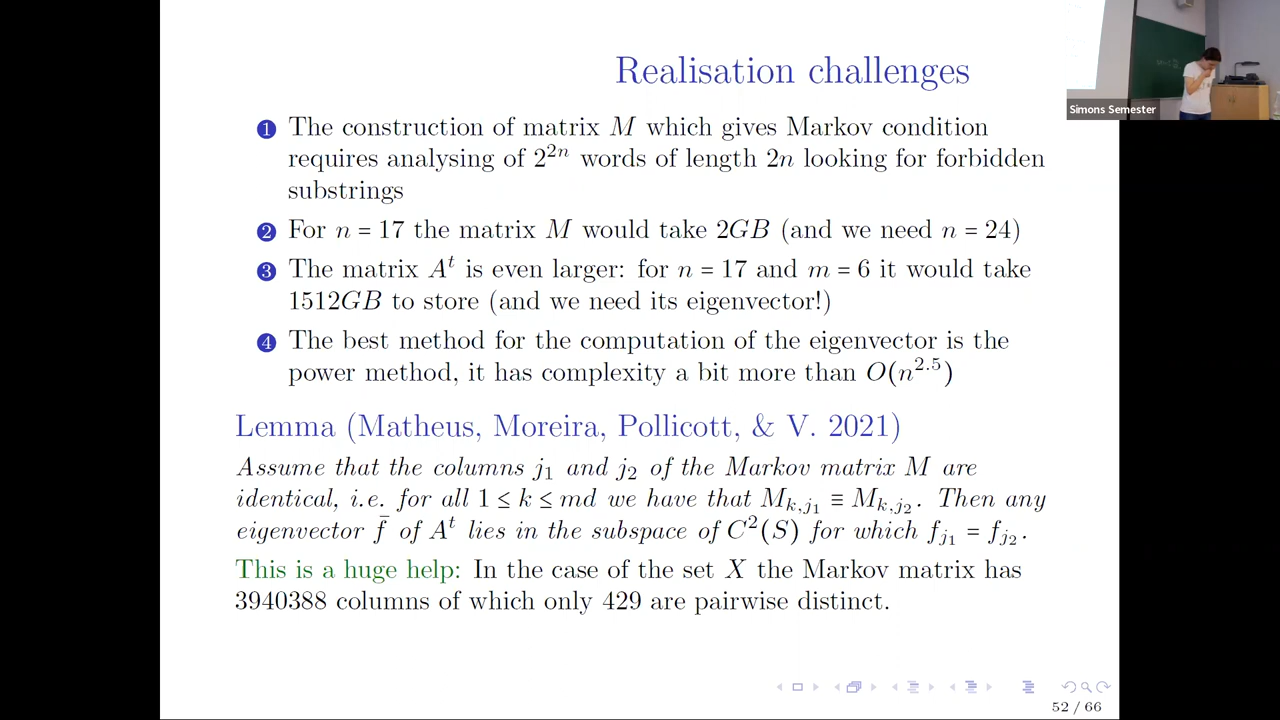 Realisation challenges
1 The construction of matrix M which gives Markov condition
requires analysing of 2^{2n} words of length 2n looking for forbidden
substrings
2 For n = 17 the matrix M would take 2GB (and we need n = 24)
3 The matrix A^t is even larger: for n = 17 and m = 6 it would take
1512GB to store (and we need its eigenvector!)
4 The best method for the computation of the eigenvector is the
power method, it has complexity a bit more than O(n^{2.5})
Lemma (Matheus, Moreira, Pollicott, & V. 2021)
Assume that the columns j_1 and j_2 of the Markov matrix M are
identical, i.e. for all 1 ≤ k ≤ md we have that M_{k,j_1} ≡ M_{k,j_2}. Then any
eigenvector f̄ of A^t lies in the subspace of C^2(S) for which f_{j_1} = f_{j_2}.
This is a huge help: In the case of the set X the Markov matrix has
3940388 columns of which only 429 are pairwise distinct.
52 / 66
Simons Semester